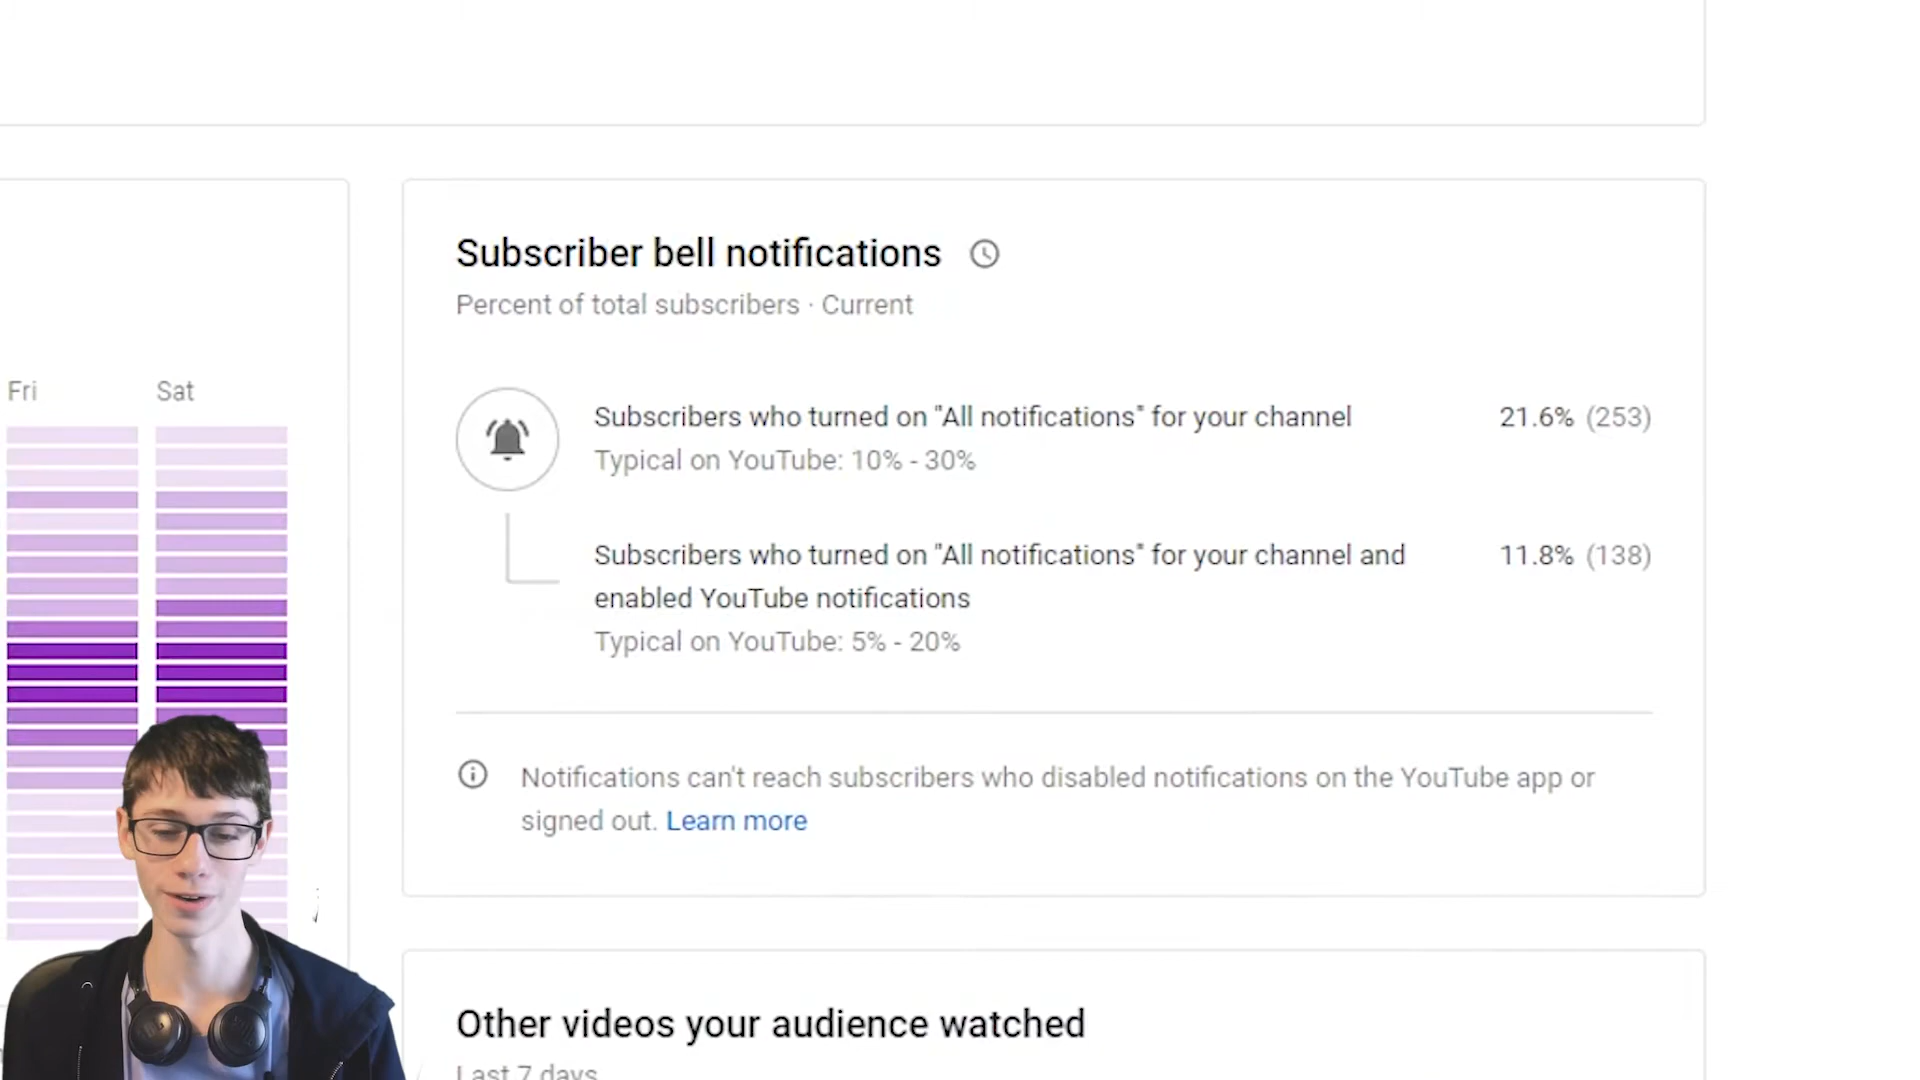 Subscriber bell notifications
Percent of total subscribers · Current
Fri
Sat
Subscribers who turned on "All notifications" for your channel
21.6% (253)
Typical on YouTube: 10% - 30%
Subscribers who turned on "All notifications" for your channel and
11.8% (138)
enabled YouTube notifications
Typical on YouTube: 5% - 20%
Notifications can't reach subscribers who disabled notifications on the YouTube app or
signed out. Learn more
Other videos your audience watched
Last 7 days